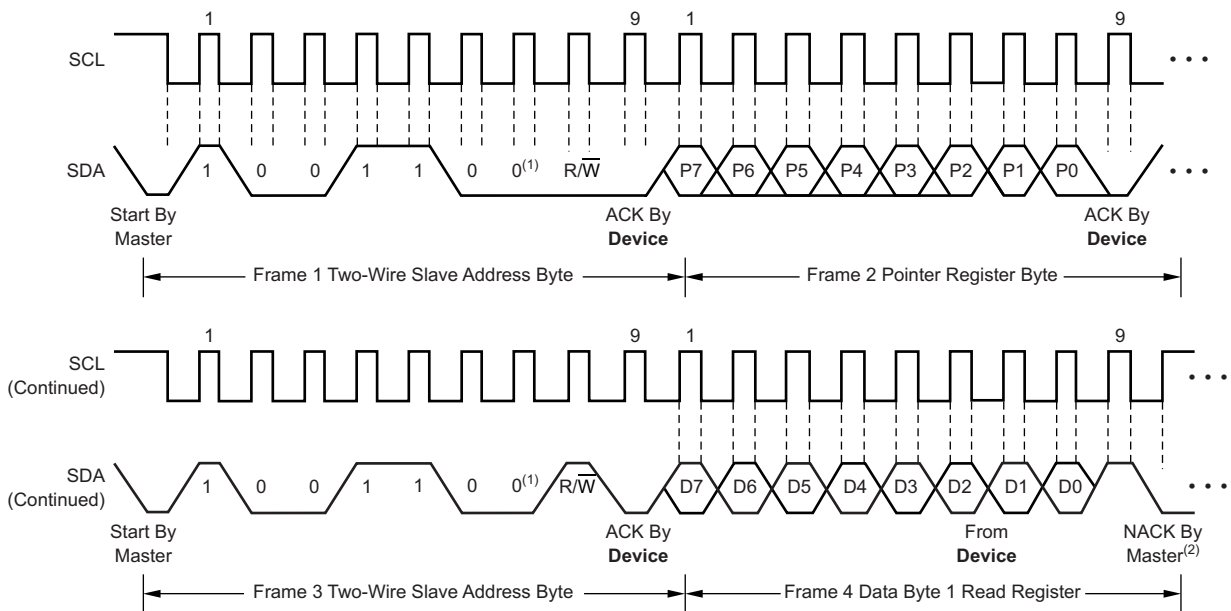 1 9 1 9
SCL
SDA 1 0 0 1 1 0 0(1) R/W P7 P6 P5 P4 P3 P2 P1 P0
Start By Master
ACK By Device
ACK By Device
Frame 1 Two-Wire Slave Address Byte
Frame 2 Pointer Register Byte
1 9 1 9
SCL (Continued)
SDA (Continued) 1 0 0 1 1 0 0(1) R/W D7 D6 D5 D4 D3 D2 D1 D0
Start By Master
ACK By Device
From Device
NACK By Master(2)
Frame 3 Two-Wire Slave Address Byte
Frame 4 Data Byte 1 Read Register